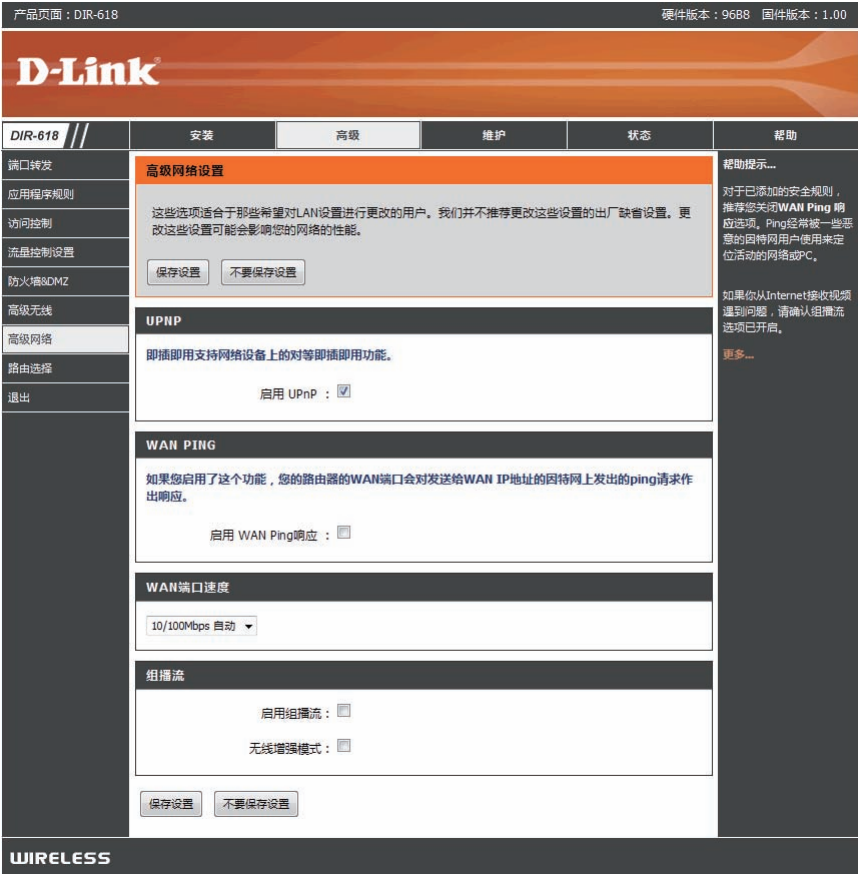 产品页面：DIR-618
硬件版本：96B8 固件版本：1.00
D-Link
DIR-618
安装
高级
维护
状态
帮助
端口转发
应用程序规则
访问控制
流量控制设置
防火墙&DMZ
高级无线
高级网络
路由选择
退出
高级网络设置
这些选项适合于那些希望对LAN设置进行更改的用户。我们并不推荐更改这些设置的出厂缺省设置。更
改这些设置可能会影响您的网络的性能。
保存设置
不要保存设置
UPNP
即插即用支持网络设备上的对等即插即用功能。
启用 UPnP ：
WAN PING
如果您启用了这个功能，您的路由器的WAN端口会对发送给WAN IP地址的因特网上发出的ping请求作
出响应。
启用 WAN Ping响应 ：
WAN端口速度
10/100Mbps 自动
组播流
启用组播流：
无线增强模式：
保存设置
不要保存设置
帮助提示...
对于已添加的安全规则，
推荐您关闭WAN Ping 响
应选项。Ping经常被一些恶
意的因特网用户使用来定
位活动的网络或PC。
如果你从Internet接收视频
遇到问题，请确认组播流
选项已开启。
更多...
WIRELESS